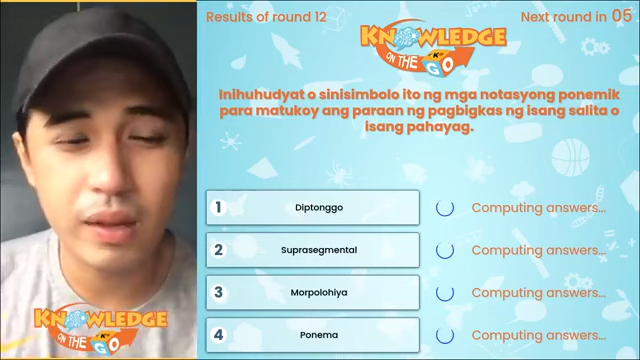 Results of round 12
KNOWLEDGE
ON THE GO
Next round in 05
Inihuhudyat o sinisimbolo ito ng mga notasyong ponemik
para matukoy ang paraan ng pagbigkas ng isang salita o
isang pahayag.
1 Diptonggo Computing answers...
2 Suprasegmental Computing answers...
3 Morpolohiya Computing answers...
4 Ponema Computing answers...
KNOWLEDGE
ON THE GO